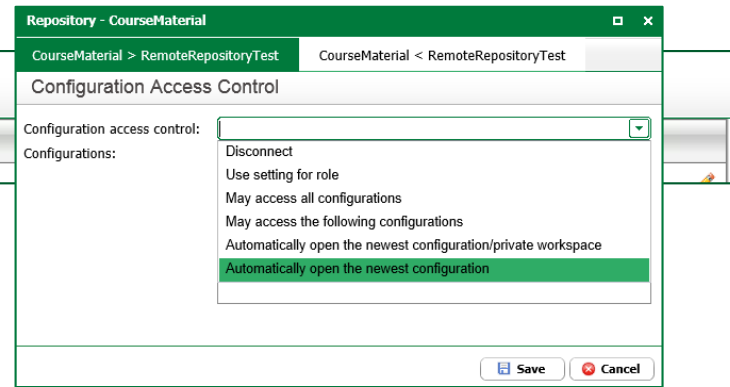 Repository - CourseMaterial
CourseMaterial > RemoteRepositoryTest
CourseMaterial < RemoteRepositoryTest
Configuration Access Control
Configuration access control:
Configurations:
Disconnect
Use setting for role
May access all configurations
May access the following configurations
Automatically open the newest configuration/private workspace
Automatically open the newest configuration
Save
Cancel